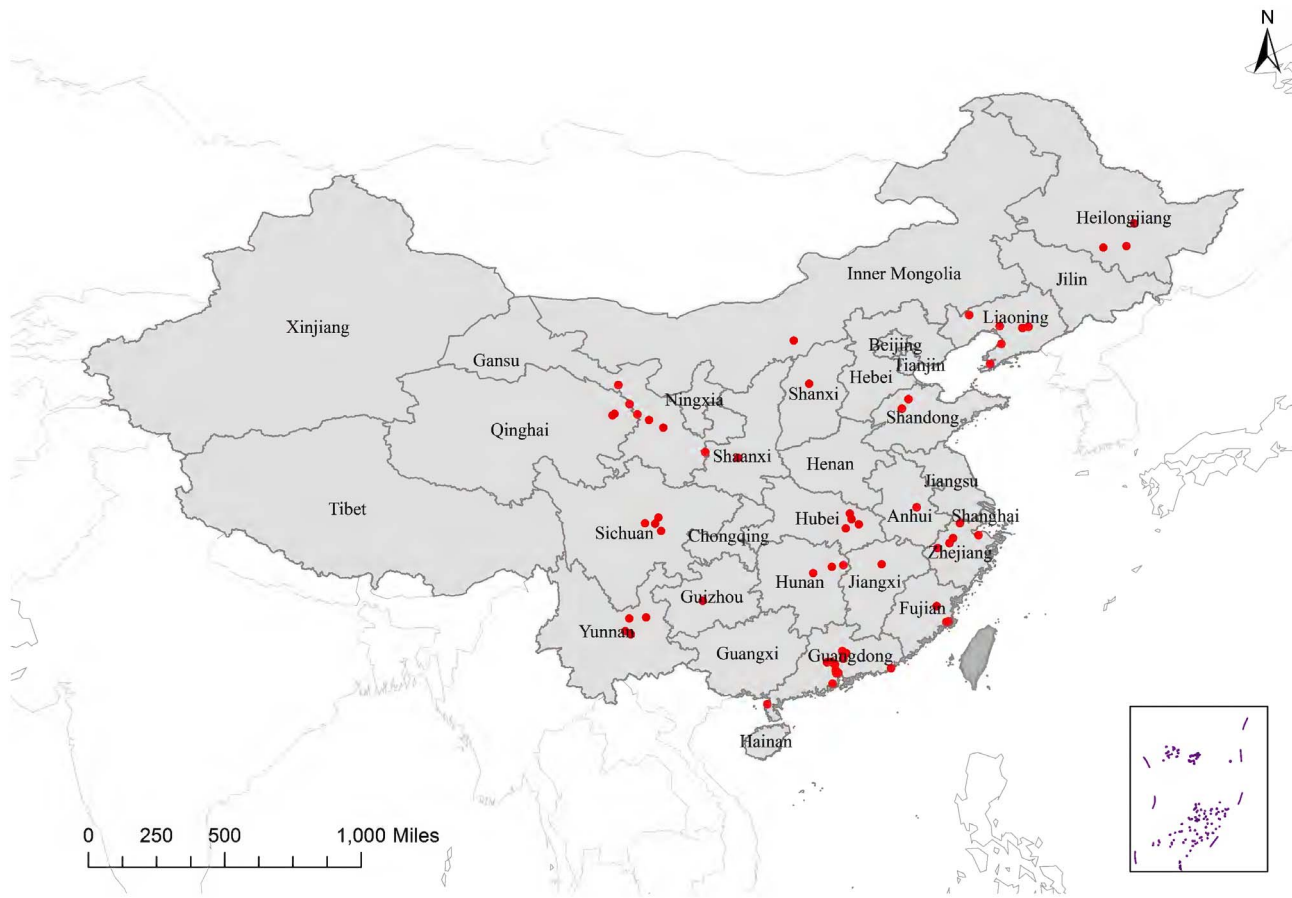 N
Heilongjiang
Inner Mongolia
Jilin
Xinjiang
Liaoning
Beijing
Gansu
Tianjin
Hebei
Ningxia
Shanxi
Shandong
Qinghai
Shaanxi
Henan
Jiangsu
Tibet
Hubei
Anhui
Shanghai
Sichuan
Chongqing
Zhejiang
Hunan
Jiangxi
Guizhou
Fujian
Yunnan
Guangxi
Guangdong
Hainan
0 250 500 1,000 Miles